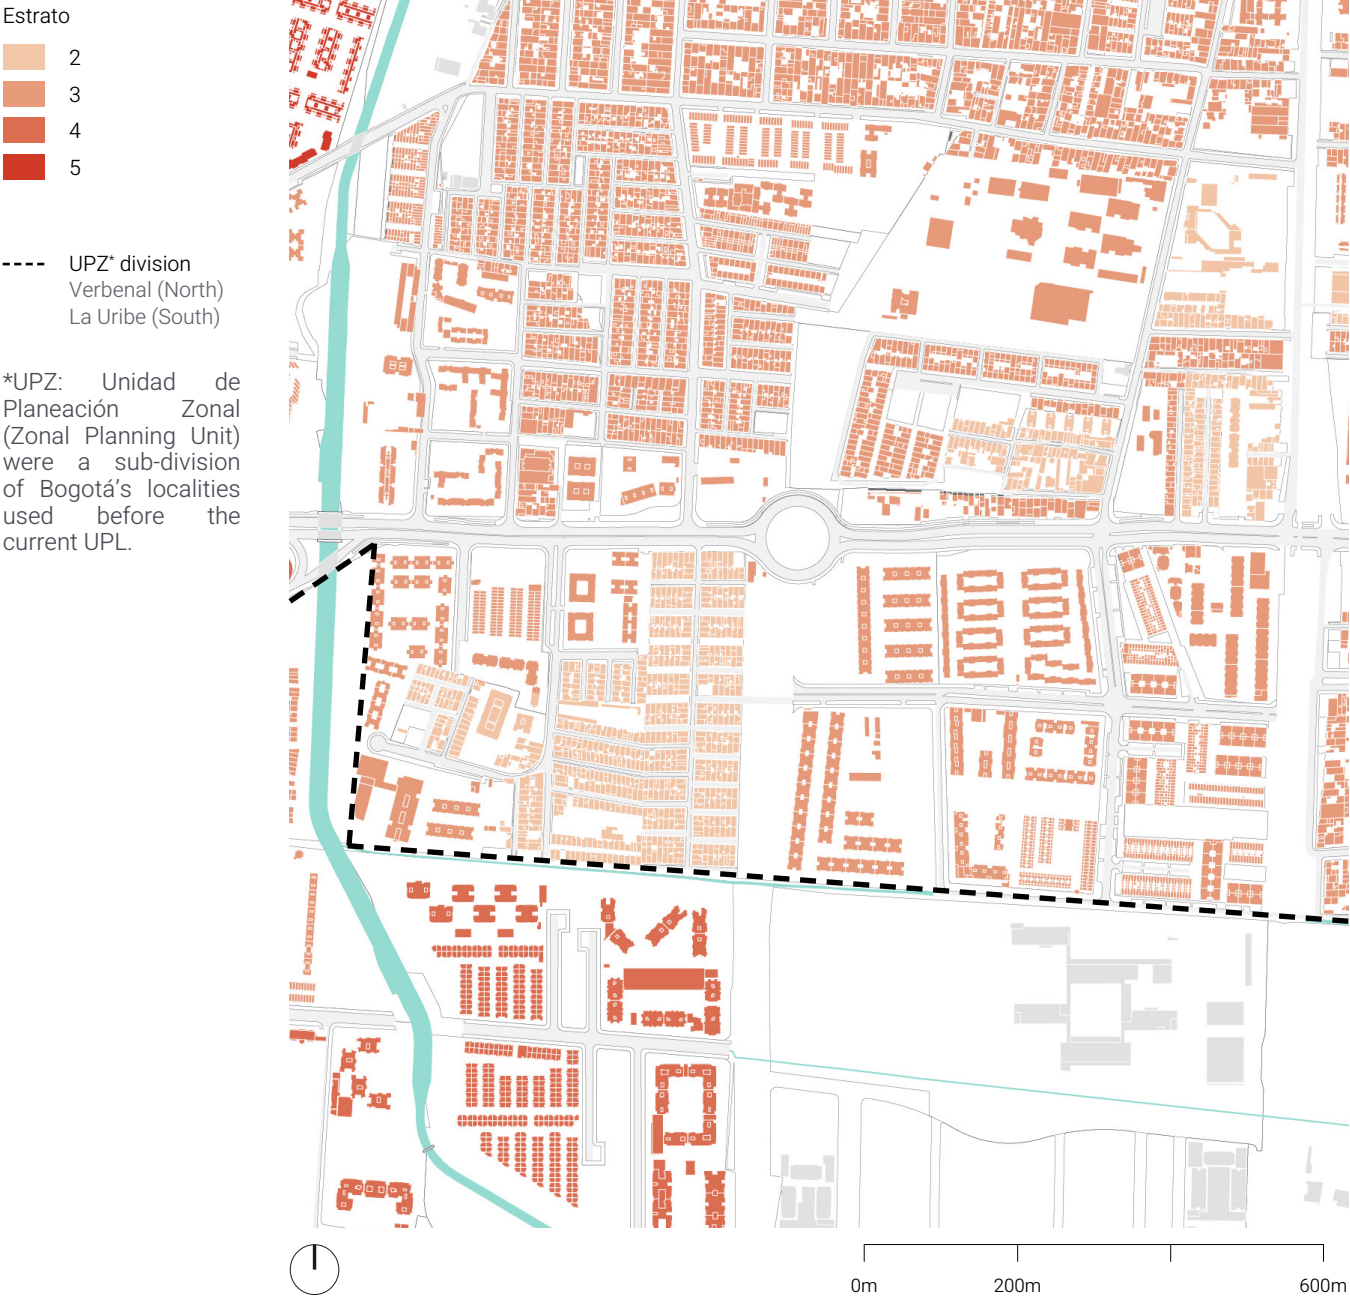 Estrato
2
3
4
5
UPZ* division
Verbenal (North)
La Uribe (South)
*UPZ: Unidad de
Planeación Zonal
(Zonal Planning Unit)
were a sub-division
of Bogotá’s localities
used before the
current UPL.
0m 200m 600m